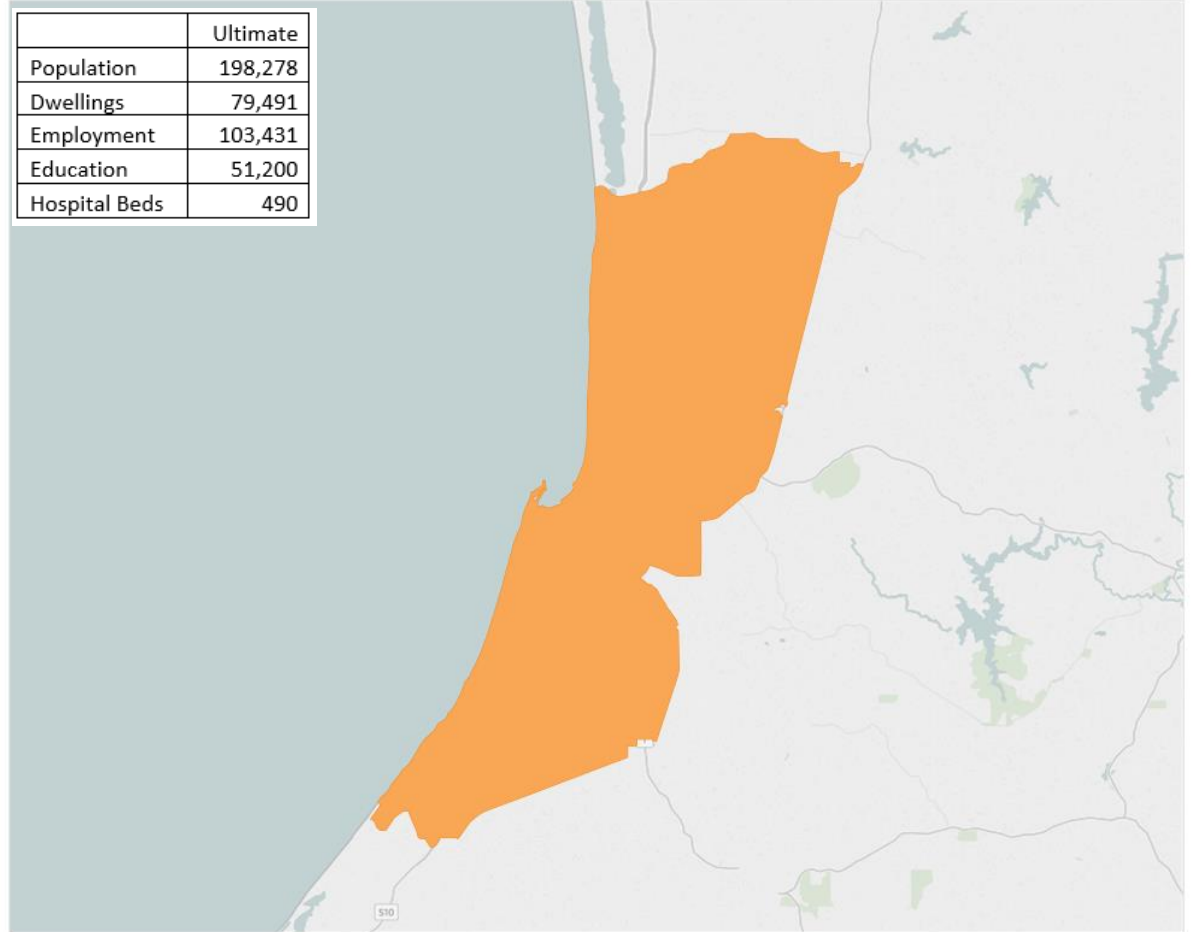 Ultimate
Population 198,278
Dwellings 79,491
Employment 103,431
Education 51,200
Hospital Beds 490
S10